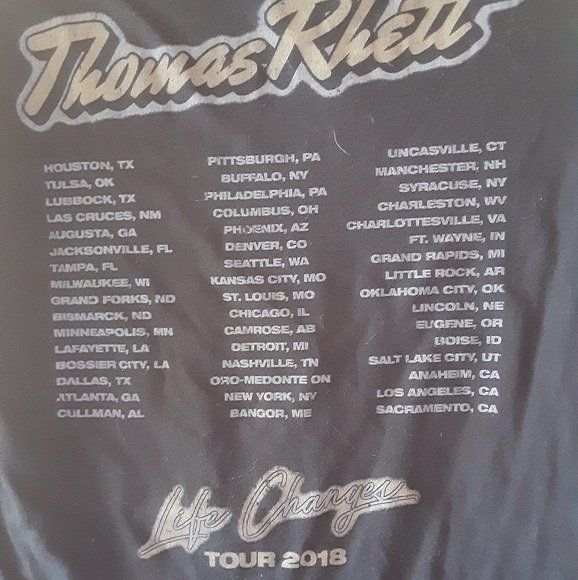 Thomas Rhett
HOUSTON, TX
TULSA, OK
LUBBOCK, TX
LAS CRUCES, NM
AUGUSTA, GA
JACKSONVILLE, FL
TAMPA, FL
MILWAUKEE, WI
GRAND FORKS, ND
BISMARCK, ND
MINNEAPOLIS, MN
LAFAYETTE, LA
BOSSIER CITY, LA
DALLAS, TX
ATLANTA, GA
CULLMAN, AL
PITTSBURGH, PA
BUFFALO, NY
PHILADELPHIA, PA
COLUMBUS, OH
PHOENIX, AZ
DENVER, CO
SEATTLE, WA
KANSAS CITY, MO
ST. LOUIS, MO
CHICAGO, IL
CAMROSE, AB
DETROIT, MI
NASHVILLE, TN
ORO-MEDONTE ON
NEW YORK, NY
BANGOR, ME
UNCASVILLE, CT
MANCHESTER, NH
SYRACUSE, NY
CHARLESTON, WV
CHARLOTTESVILLE, VA
FT. WAYNE, IN
GRAND RAPIDS, MI
LITTLE ROCK, AR
OKLAHOMA CITY, OK
LINCOLN, NE
EUGENE, OR
BOISE, ID
SALT LAKE CITY, UT
ANAHEIM, CA
LOS ANGELES, CA
SACRAMENTO, CA
Life Changes
TOUR 2018